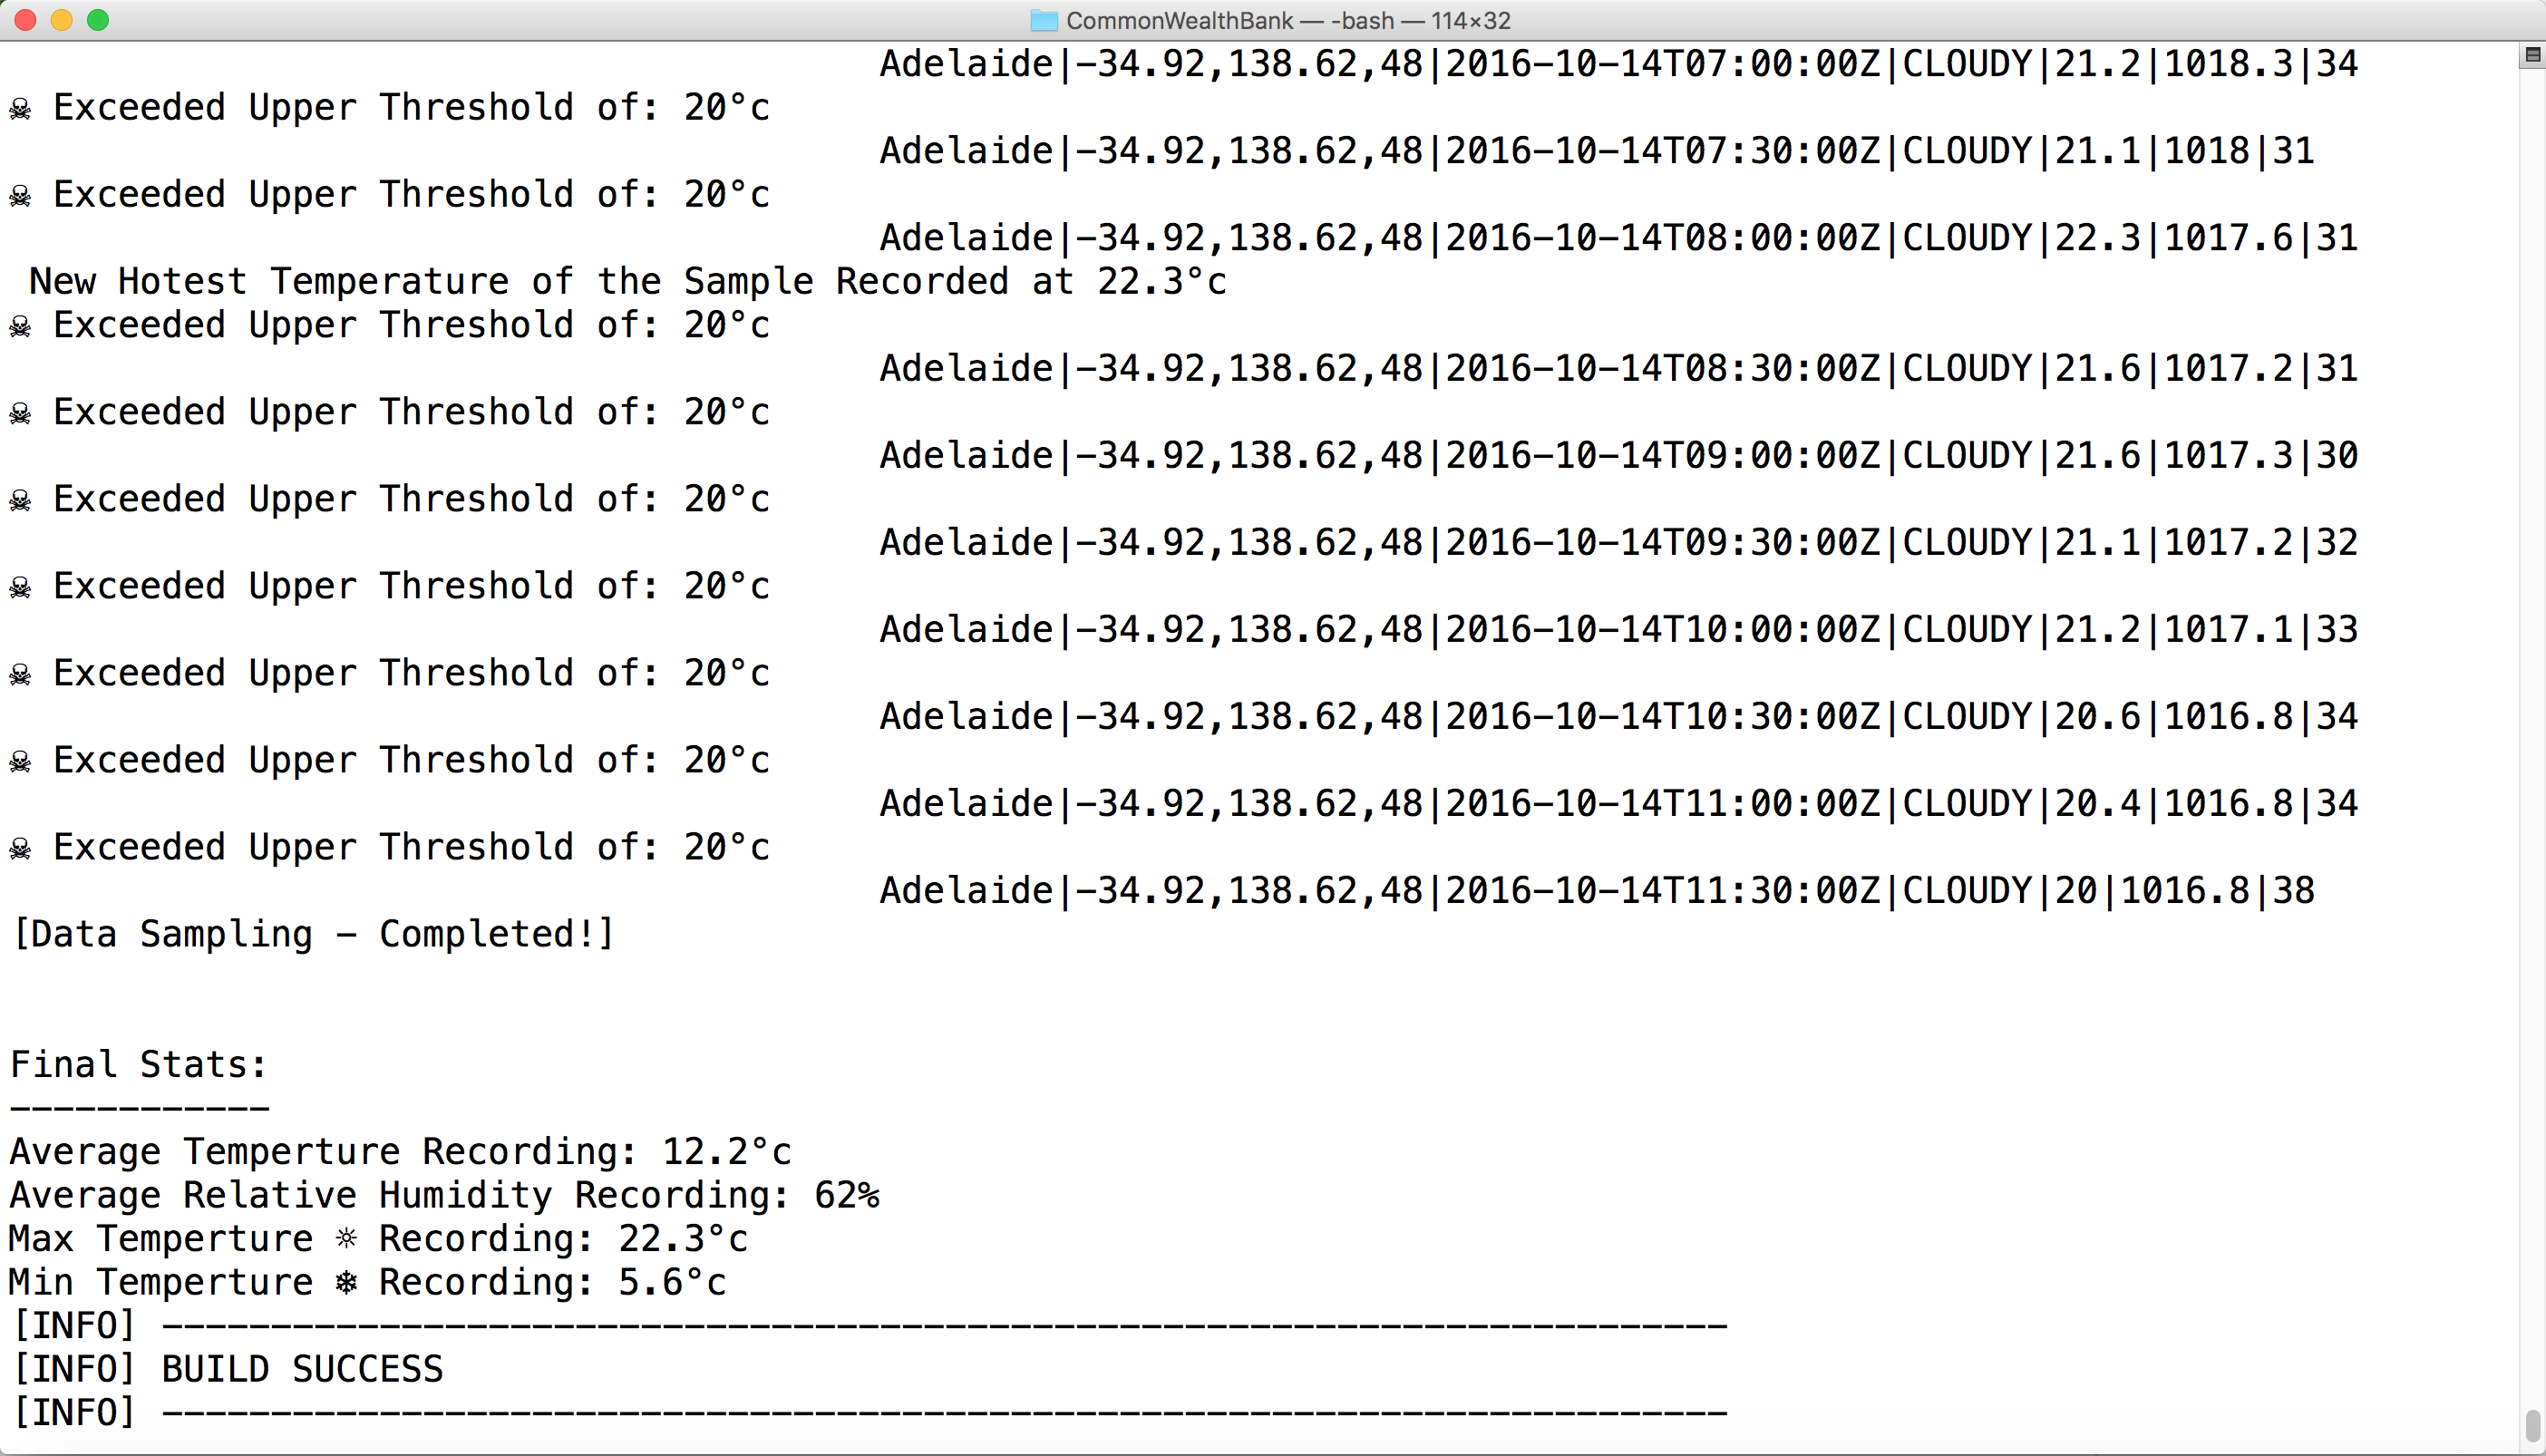 CommonWealthBank — -bash — 114×32
Adelaide|-34.92,138.62,48|2016-10-14T07:00:00Z|CLOUDY|21.2|1018.3|34
☠ Exceeded Upper Threshold of: 20°c
Adelaide|-34.92,138.62,48|2016-10-14T07:30:00Z|CLOUDY|21.1|1018|31
☠ Exceeded Upper Threshold of: 20°c
Adelaide|-34.92,138.62,48|2016-10-14T08:00:00Z|CLOUDY|22.3|1017.6|31
New Hotest Temperature of the Sample Recorded at 22.3°c
☠ Exceeded Upper Threshold of: 20°c
Adelaide|-34.92,138.62,48|2016-10-14T08:30:00Z|CLOUDY|21.6|1017.2|31
☠ Exceeded Upper Threshold of: 20°c
Adelaide|-34.92,138.62,48|2016-10-14T09:00:00Z|CLOUDY|21.6|1017.3|30
☠ Exceeded Upper Threshold of: 20°c
Adelaide|-34.92,138.62,48|2016-10-14T09:30:00Z|CLOUDY|21.1|1017.2|32
☠ Exceeded Upper Threshold of: 20°c
Adelaide|-34.92,138.62,48|2016-10-14T10:00:00Z|CLOUDY|21.2|1017.1|33
☠ Exceeded Upper Threshold of: 20°c
Adelaide|-34.92,138.62,48|2016-10-14T10:30:00Z|CLOUDY|20.6|1016.8|34
☠ Exceeded Upper Threshold of: 20°c
Adelaide|-34.92,138.62,48|2016-10-14T11:00:00Z|CLOUDY|20.4|1016.8|34
☠ Exceeded Upper Threshold of: 20°c
Adelaide|-34.92,138.62,48|2016-10-14T11:30:00Z|CLOUDY|20|1016.8|38
[Data Sampling - Completed!]
Final Stats:
------------
Average Temperture Recording: 12.2°c
Average Relative Humidity Recording: 62%
Max Temperture ☼ Recording: 22.3°c
Min Temperture ❄ Recording: 5.6°c
[INFO] ------------------------------------------------------------------------
[INFO] BUILD SUCCESS
[INFO] ------------------------------------------------------------------------